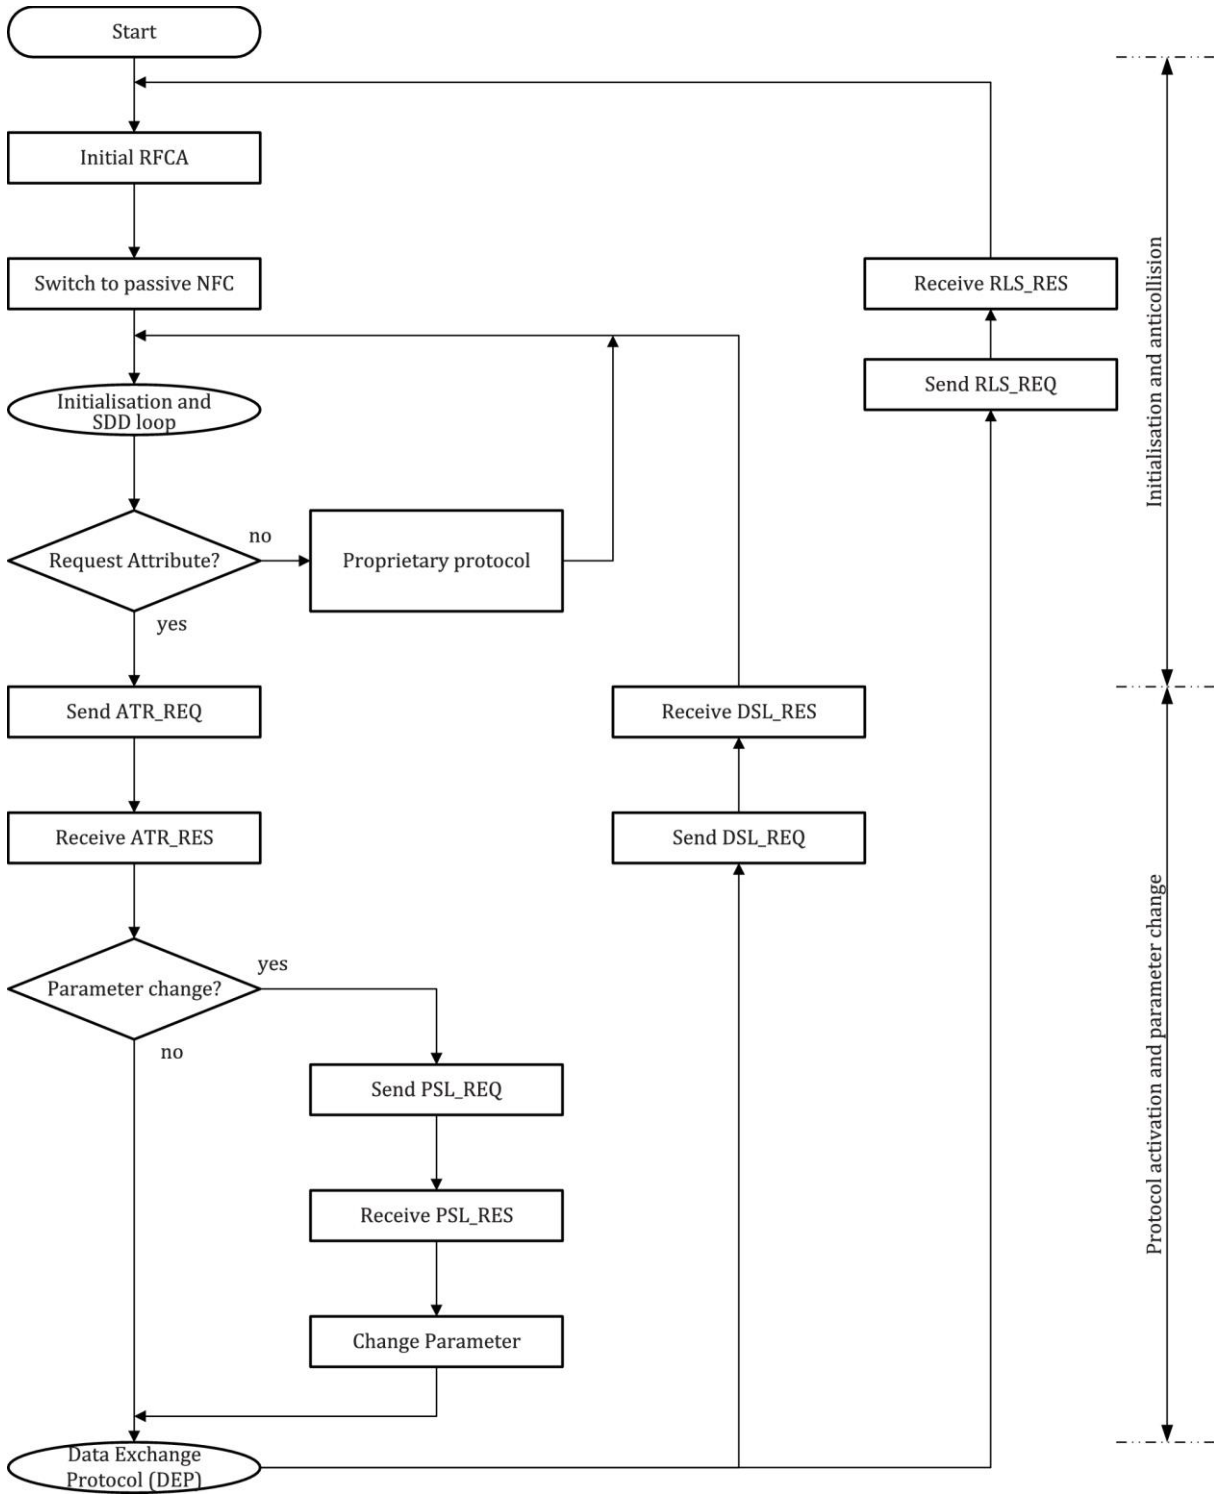 Start
Initial RFCA
Switch to passive NFC
Receive RLS_RES
Send RLS_REQ
Initialisation and
SDD loop
Request Attribute?
no
Proprietary protocol
yes
Initialisation and anticollision
Send ATR_REQ
Receive DSL_RES
Receive ATR_RES
Send DSL_REQ
Parameter change?
yes
no
Send PSL_REQ
Receive PSL_RES
Change Parameter
Protocol activation and parameter change
Data Exchange
Protocol (DEP)